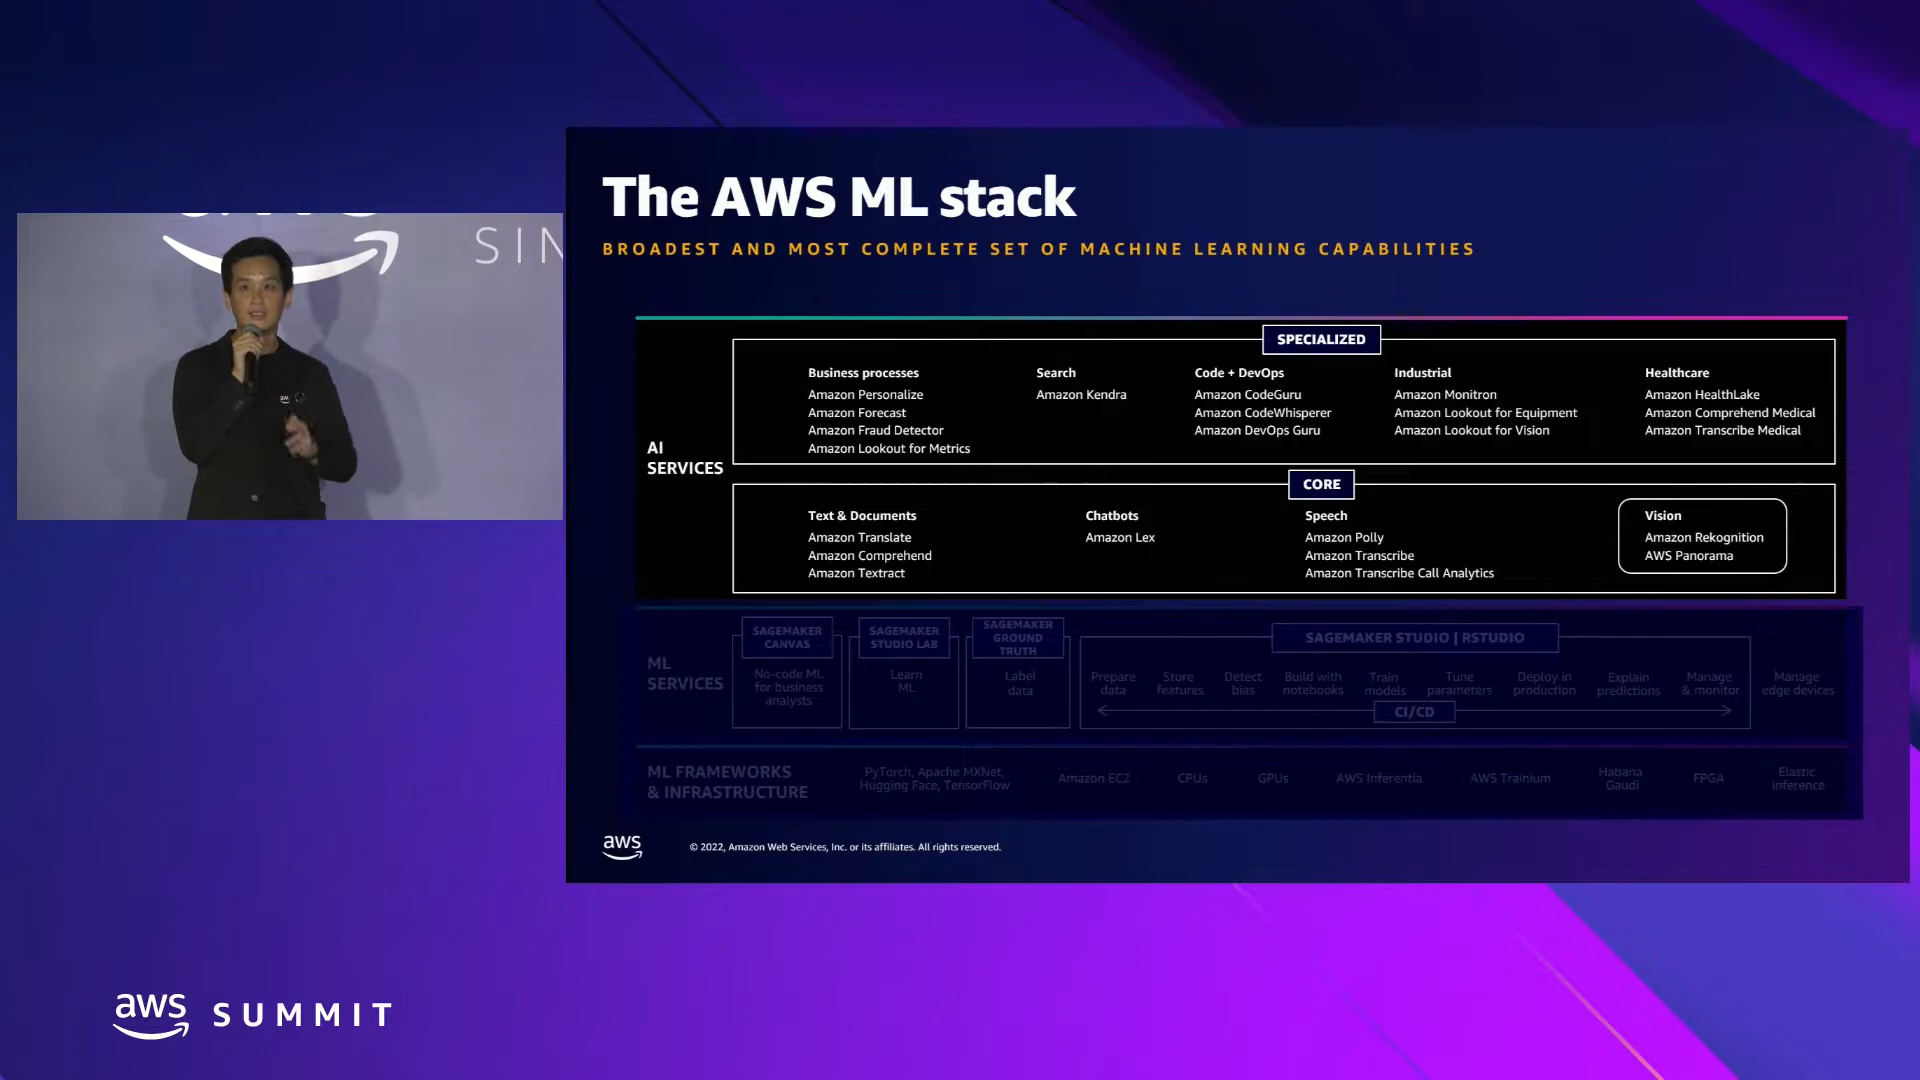 SIN
The AWS ML stack
BROADEST AND MOST COMPLETE SET OF MACHINE LEARNING CAPABILITIES
AI
SERVICES
SPECIALIZED
Business processes
Amazon Personalize
Amazon Forecast
Amazon Fraud Detector
Amazon Lookout for Metrics
Search
Amazon Kendra
Code + DevOps
Amazon CodeGuru
Amazon CodeWhisperer
Amazon DevOps Guru
Industrial
Amazon Monitron
Amazon Lookout for Equipment
Amazon Lookout for Vision
Healthcare
Amazon HealthLake
Amazon Comprehend Medical
Amazon Transcribe Medical
CORE
Text & Documents
Amazon Translate
Amazon Comprehend
Amazon Textract
Chatbots
Amazon Lex
Speech
Amazon Polly
Amazon Transcribe
Amazon Transcribe Call Analytics
Vision
Amazon Rekognition
AWS Panorama
ML
SERVICES
SAGEMAKER
CANVAS
No-code ML
for business
analysts
SAGEMAKER
STUDIO LAB
Learn
ML
SAGEMAKER
GROUND
TRUTH
Label
data
SAGEMAKER STUDIO | RSTUDIO
Prepare
data
Store
features
Detect
bias
Build with
notebooks
Train
models
Tune
parameters
Deploy in
production
Explain
predictions
Manage
& monitor
CI/CD
Manage
edge devices
ML FRAMEWORKS
& INFRASTRUCTURE
PyTorch, Apache MXNet,
Hugging Face, TensorFlow
Amazon EC2
CPUs
GPUs
AWS Inferentia
AWS Trainium
Habana
Gaudi
FPGA
Elastic
inference
aws
© 2022, Amazon Web Services, Inc. or its affiliates. All rights reserved.
aws SUMMIT